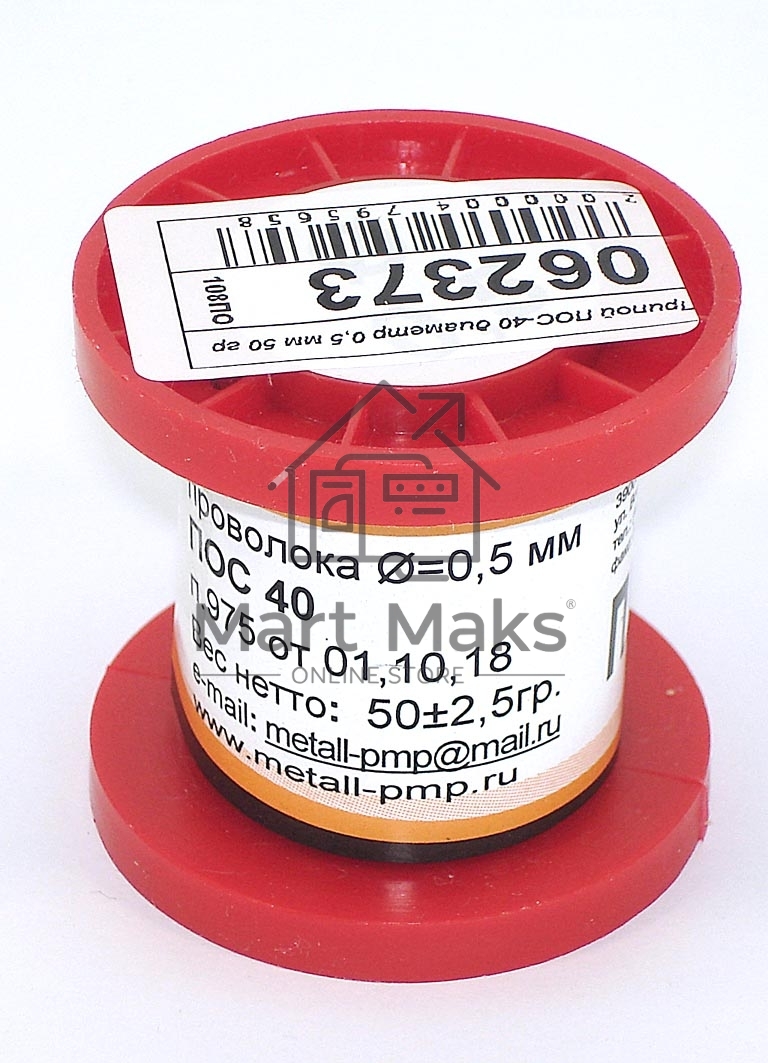 Припой ПОС-40 диаметр 0,5 мм 50 гр
062373
108ПО
2000004795658
проволока Ø=0,5 мм
ПОС 40
п.975 от 01,10,18
Вес нетто: 50±2,5гр.
e-mail: metall-pmp@mail.ru
www.metall-pmp.ru
Mart Maks®
ONLINE STORE